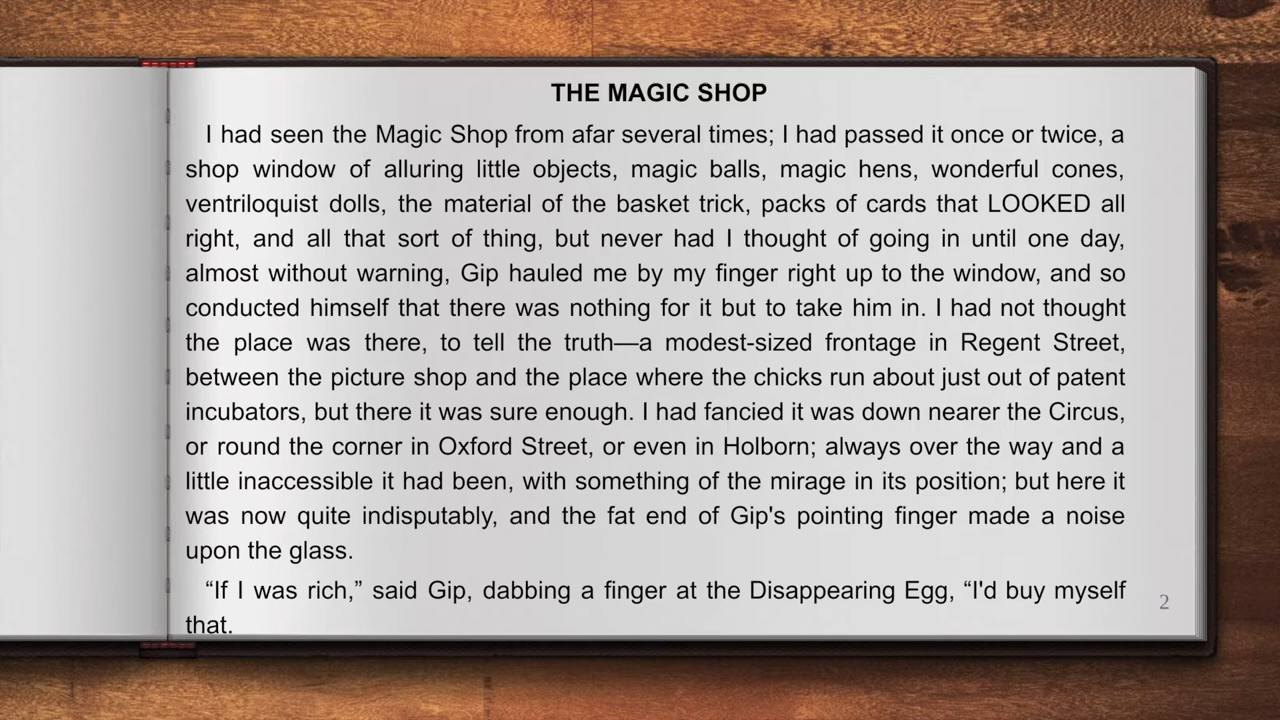 THE MAGIC SHOP
I had seen the Magic Shop from afar several times; I had passed it once or twice, a
shop window of alluring little objects, magic balls, magic hens, wonderful cones,
ventriloquist dolls, the material of the basket trick, packs of cards that LOOKED all
right, and all that sort of thing, but never had I thought of going in until one day,
almost without warning, Gip hauled me by my finger right up to the window, and so
conducted himself that there was nothing for it but to take him in. I had not thought
the place was there, to tell the truth—a modest-sized frontage in Regent Street,
between the picture shop and the place where the chicks run about just out of patent
incubators, but there it was sure enough. I had fancied it was down nearer the Circus,
or round the corner in Oxford Street, or even in Holborn; always over the way and a
little inaccessible it had been, with something of the mirage in its position; but here it
was now quite indisputably, and the fat end of Gip's pointing finger made a noise
upon the glass.
“If I was rich,” said Gip, dabbing a finger at the Disappearing Egg, “I'd buy myself
that.
2